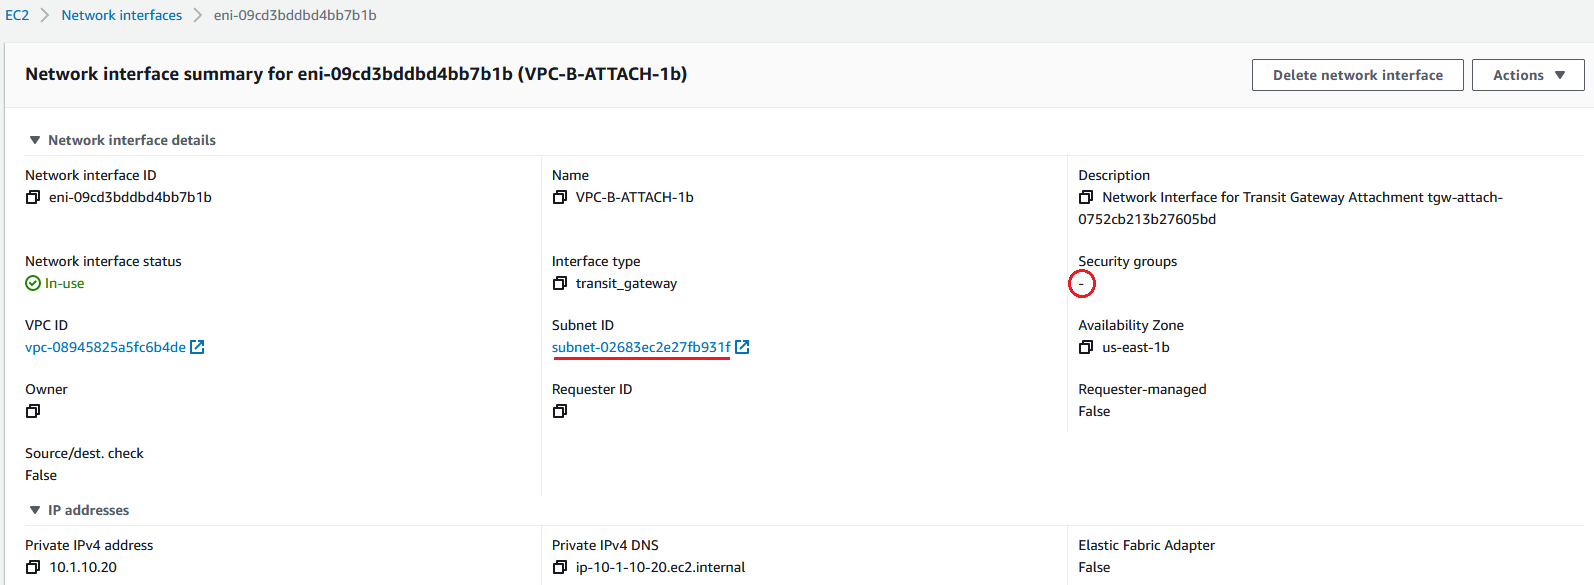 EC2 > Network interfaces > eni-09cd3bddbd4bb7b1b
Network interface summary for eni-09cd3bddbd4bb7b1b (VPC-B-ATTACH-1b)
Delete network interface
Actions
Network interface details
Network interface ID
eni-09cd3bddbd4bb7b1b
Name
VPC-B-ATTACH-1b
Description
Network Interface for Transit Gateway Attachment tgw-attach-
0752cb213b27605bd
Network interface status
In-use
Interface type
transit_gateway
Security groups
-
VPC ID
vpc-08945825a5fc6b4de
Subnet ID
subnet-02683ec2e27fb931f
Availability Zone
us-east-1b
Owner
Requester ID
Requester-managed
False
Source/dest. check
False
IP addresses
Private IPv4 address
10.1.10.20
Private IPv4 DNS
ip-10-1-10-20.ec2.internal
Elastic Fabric Adapter
False